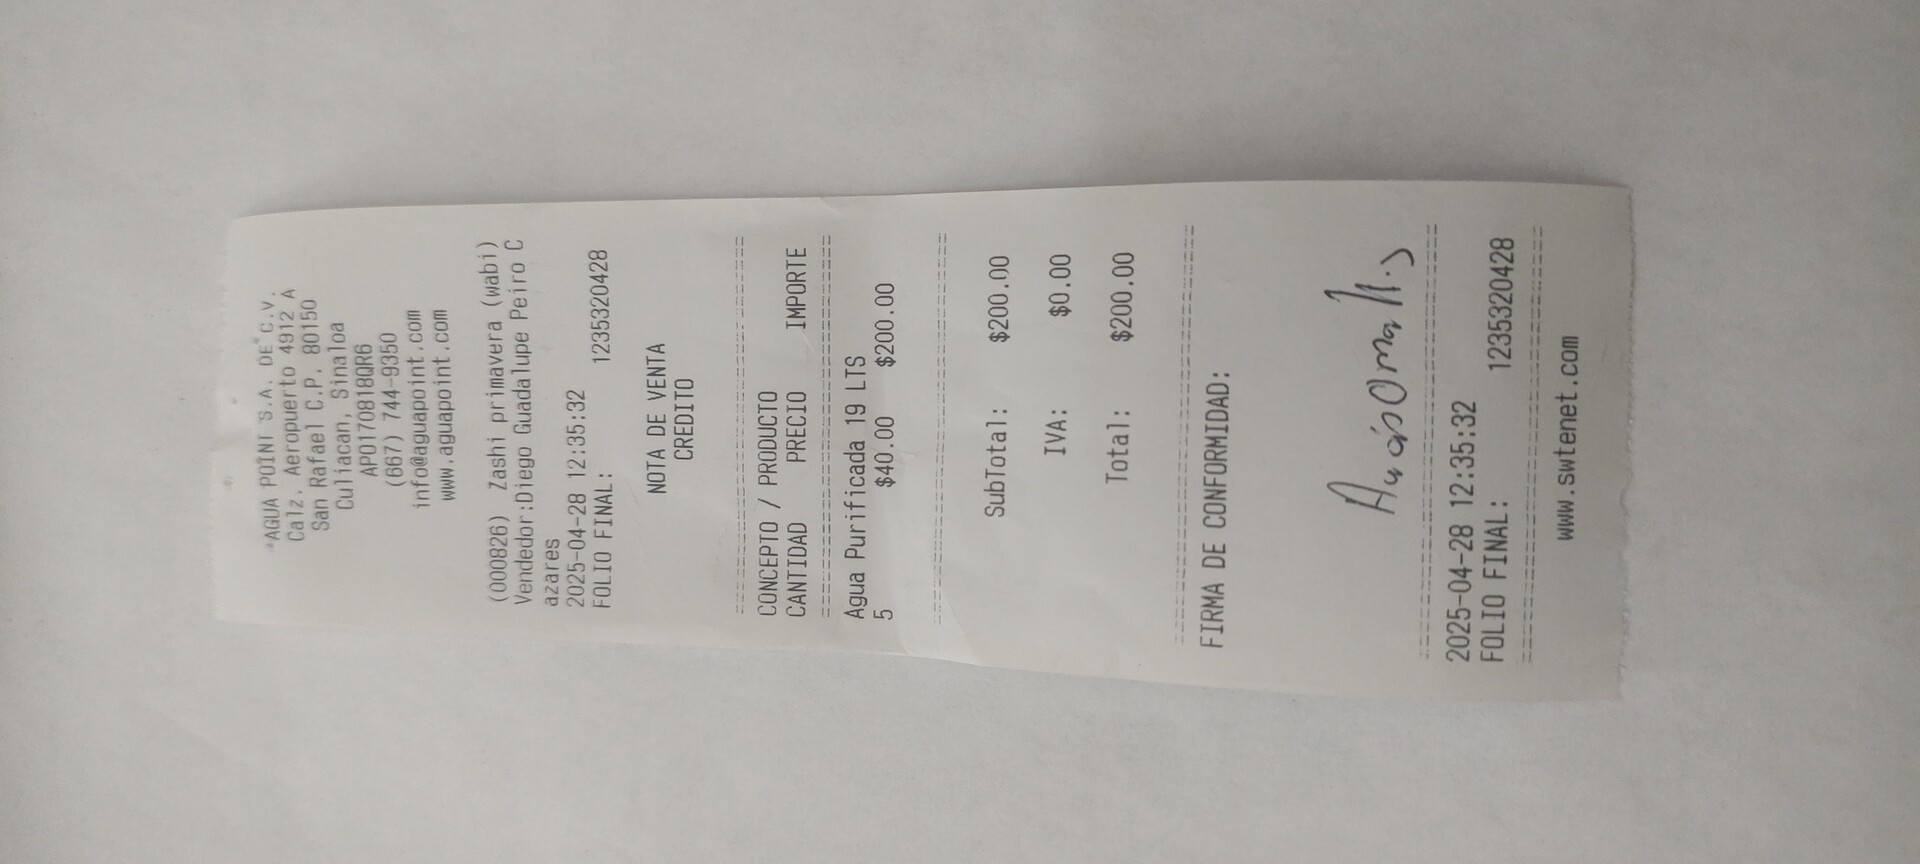 "AGUA POINT S.A. DE C.V.
Calz. Aeropuerto 4912 A
San Rafael C.P. 80150
Culiacan, Sinaloa
APO170818QR6
(667) 744-9350
info@aguapoint.com
www.aguapoint.com
(000826) Zashi primavera (wabi)
Vendedor:Diego Guadalupe Peiro C
azares
2025-04-28 12:35:32
FOLIO FINAL: 1235320428
NOTA DE VENTA
CREDITO
CONCEPTO / PRODUCTO
CANTIDAD PRECIO IMPORTE
Agua Purificada 19 LTS
5 $40.00 $200.00
SubTotal: $200.00
IVA: $0.00
Total: $200.00
FIRMA DE CONFORMIDAD:
2025-04-28 12:35:32
FOLIO FINAL: 1235320428
www.swtenet.com